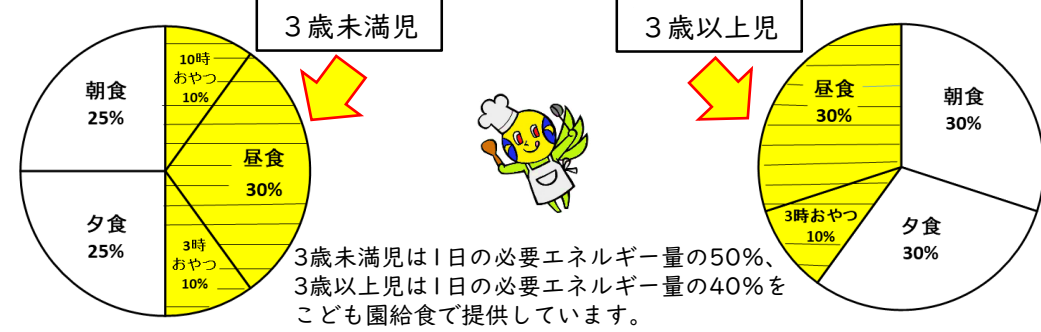 3歳未満児
10時
おやつ
10%
昼食
30%
3時
おやつ
10%
夕食
25%
朝食
25%
3歳以上児
朝食
30%
夕食
30%
3時おやつ
10%
昼食
30%
3歳未満児は1日の必要エネルギー量の50%、
3歳以上児は1日の必要エネルギー量の40%を
こども園給食で提供しています。